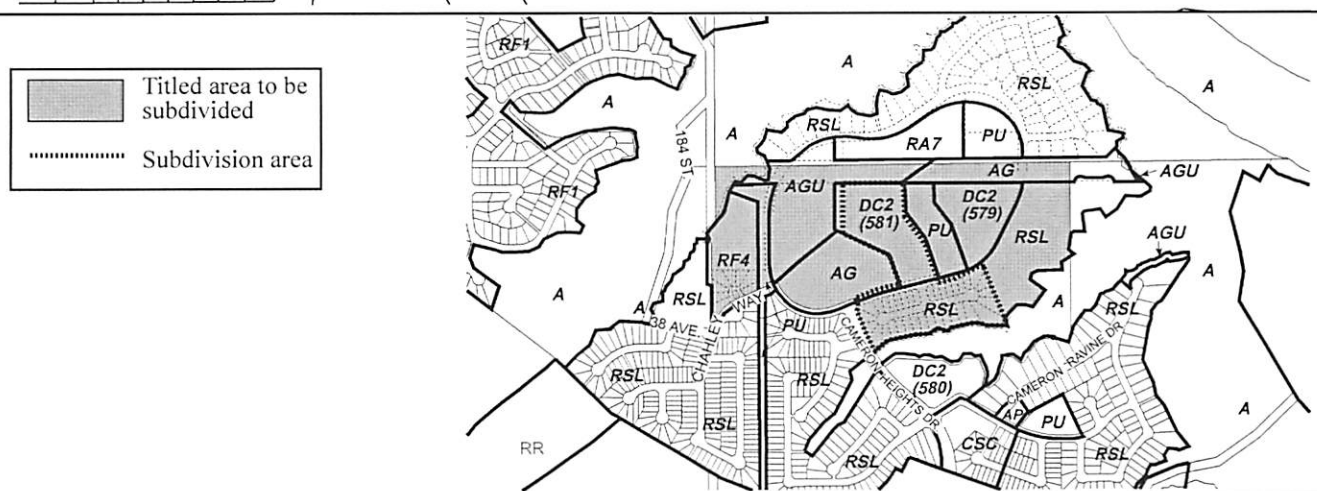 Titled area to be
subdivided
Subdivision area
RF1
A
RSL
A
A
184 ST
A
RSL
RA7
PU
AGU
RF1
AGU
AG
DC2
(581)
DC2
(579)
PU
RSL
AGU
RF4
AG
A
A
A
RSL
RSL
A
RSL
38 AVE
CHAHLEY WAY
PU
CAMERON HEIGHTS DR
CAMERON RAVINE DR
RSL
RSL
DC2
(580)
AP
PU
A
RSL
RR
RSL
CSC
RSL